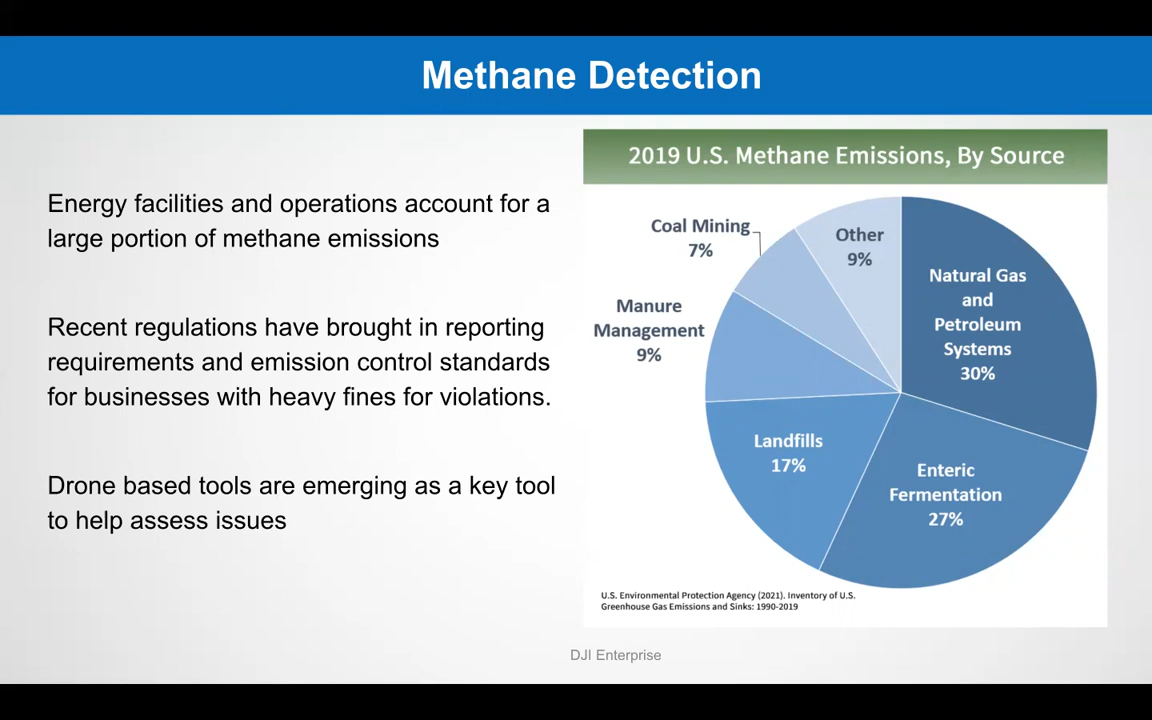 Methane Detection
Energy facilities and operations account for a
large portion of methane emissions
Recent regulations have brought in reporting
requirements and emission control standards
for businesses with heavy fines for violations.
Drone based tools are emerging as a key tool
to help assess issues
2019 U.S. Methane Emissions, By Source
Coal Mining
7%
Other
9%
Natural Gas
and
Petroleum
Systems
30%
Manure
Management
9%
Landfills
17%
Enteric
Fermentation
27%
U.S. Environmental Protection Agency (2021). Inventory of U.S.
Greenhouse Gas Emissions and Sinks: 1990-2019
DJI Enterprise